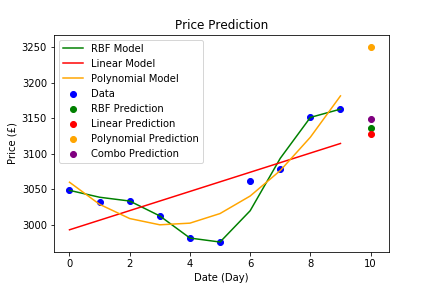 Price Prediction
RBF Model
Linear Model
Polynomial Model
Data
RBF Prediction
Linear Prediction
Polynomial Prediction
Combo Prediction
Price (£)
3250
3200
3150
3100
3050
3000
0 2 4 6 8 10
Date (Day)